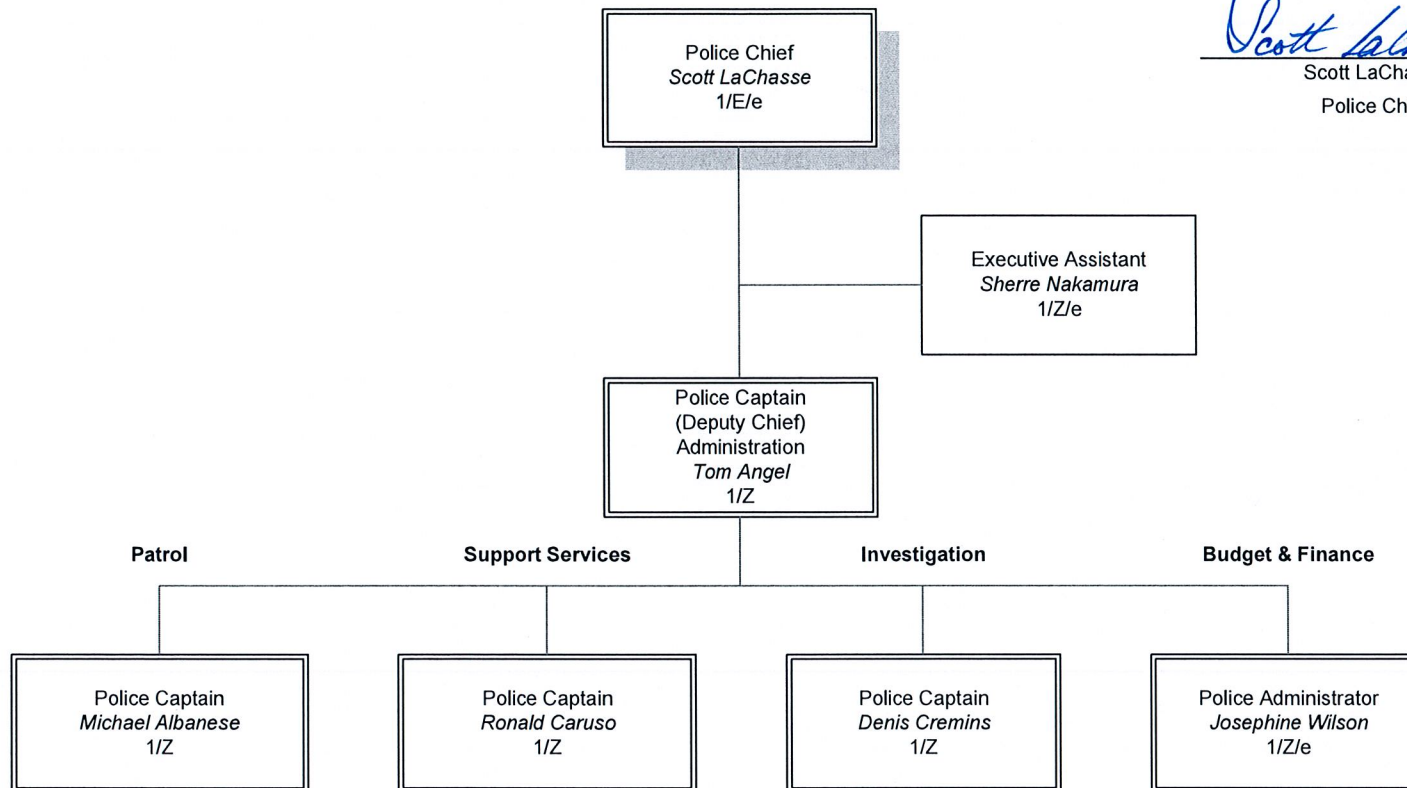 Police Chief
Scott LaChasse
1/E/e
Scott
Scott LaCha
Police Ch
Executive Assistant
Sherre Nakamura
1/Z/e
Police Captain
(Deputy Chief)
Administration
Tom Angel
1/Z
Patrol
Support Services
Investigation
Budget & Finance
Police Captain
Michael Albanese
1/Z
Police Captain
Ronald Caruso
1/Z
Police Captain
Denis Cremins
1/Z
Police Administrator
Josephine Wilson
1/Z/e